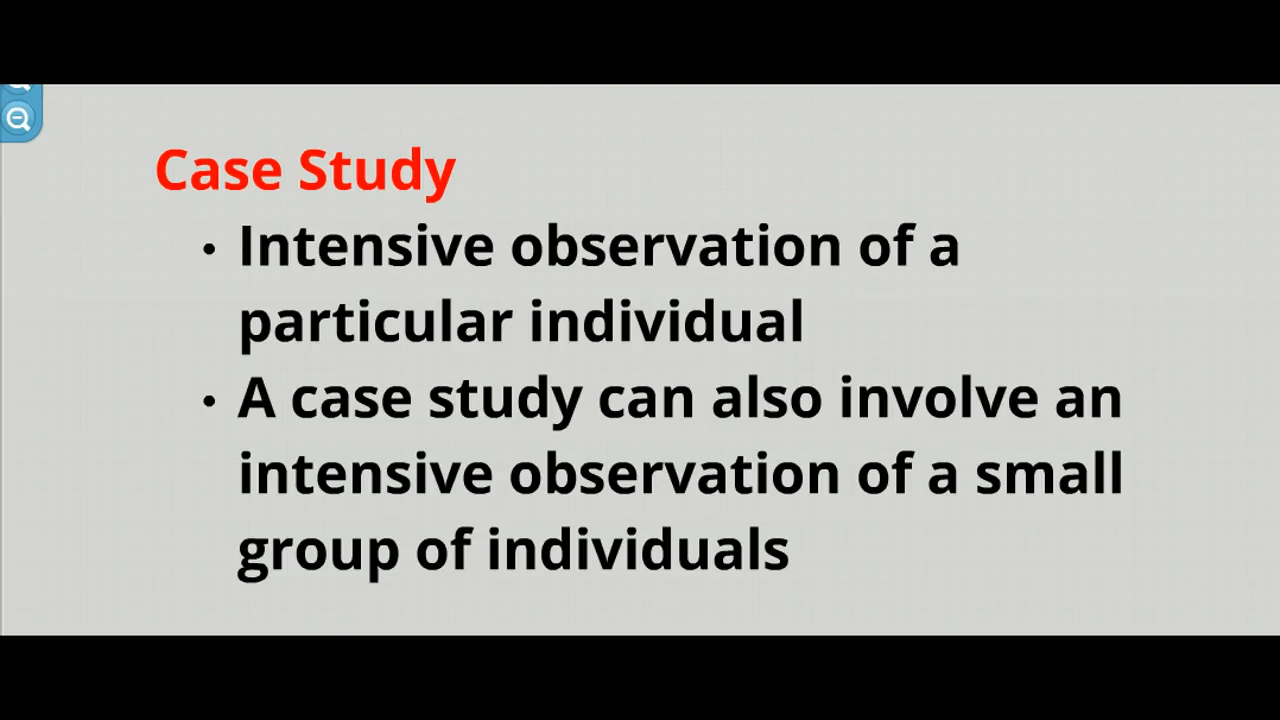 Case Study
• Intensive observation of a
particular individual
• A case study can also involve an
intensive observation of a small
group of individuals